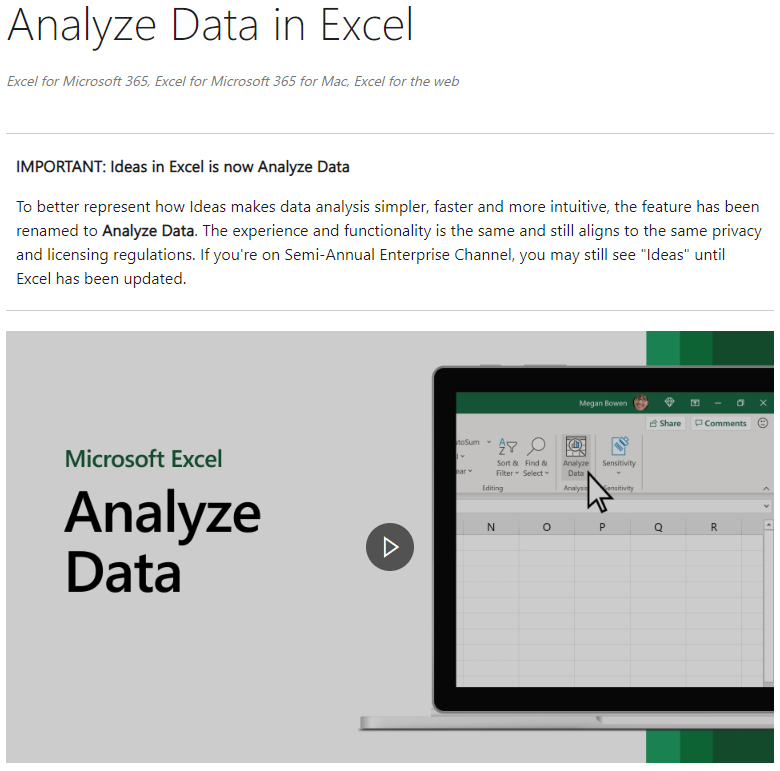 Analyze Data in Excel
Excel for Microsoft 365, Excel for Microsoft 365 for Mac, Excel for the web
IMPORTANT: Ideas in Excel is now Analyze Data
To better represent how Ideas makes data analysis simpler, faster and more intuitive, the feature has been
renamed to Analyze Data. The experience and functionality is the same and still aligns to the same privacy
and licensing regulations. If you're on Semi-Annual Enterprise Channel, you may still see "Ideas" until
Excel has been updated.
Microsoft Excel
Analyze
Data
Megan Bowen
Share Comments
utoSum
Sort & Find & Analyze Sensitivity
ear Filter Select Data
Editing Analysis Sensitivity
N O P Q R